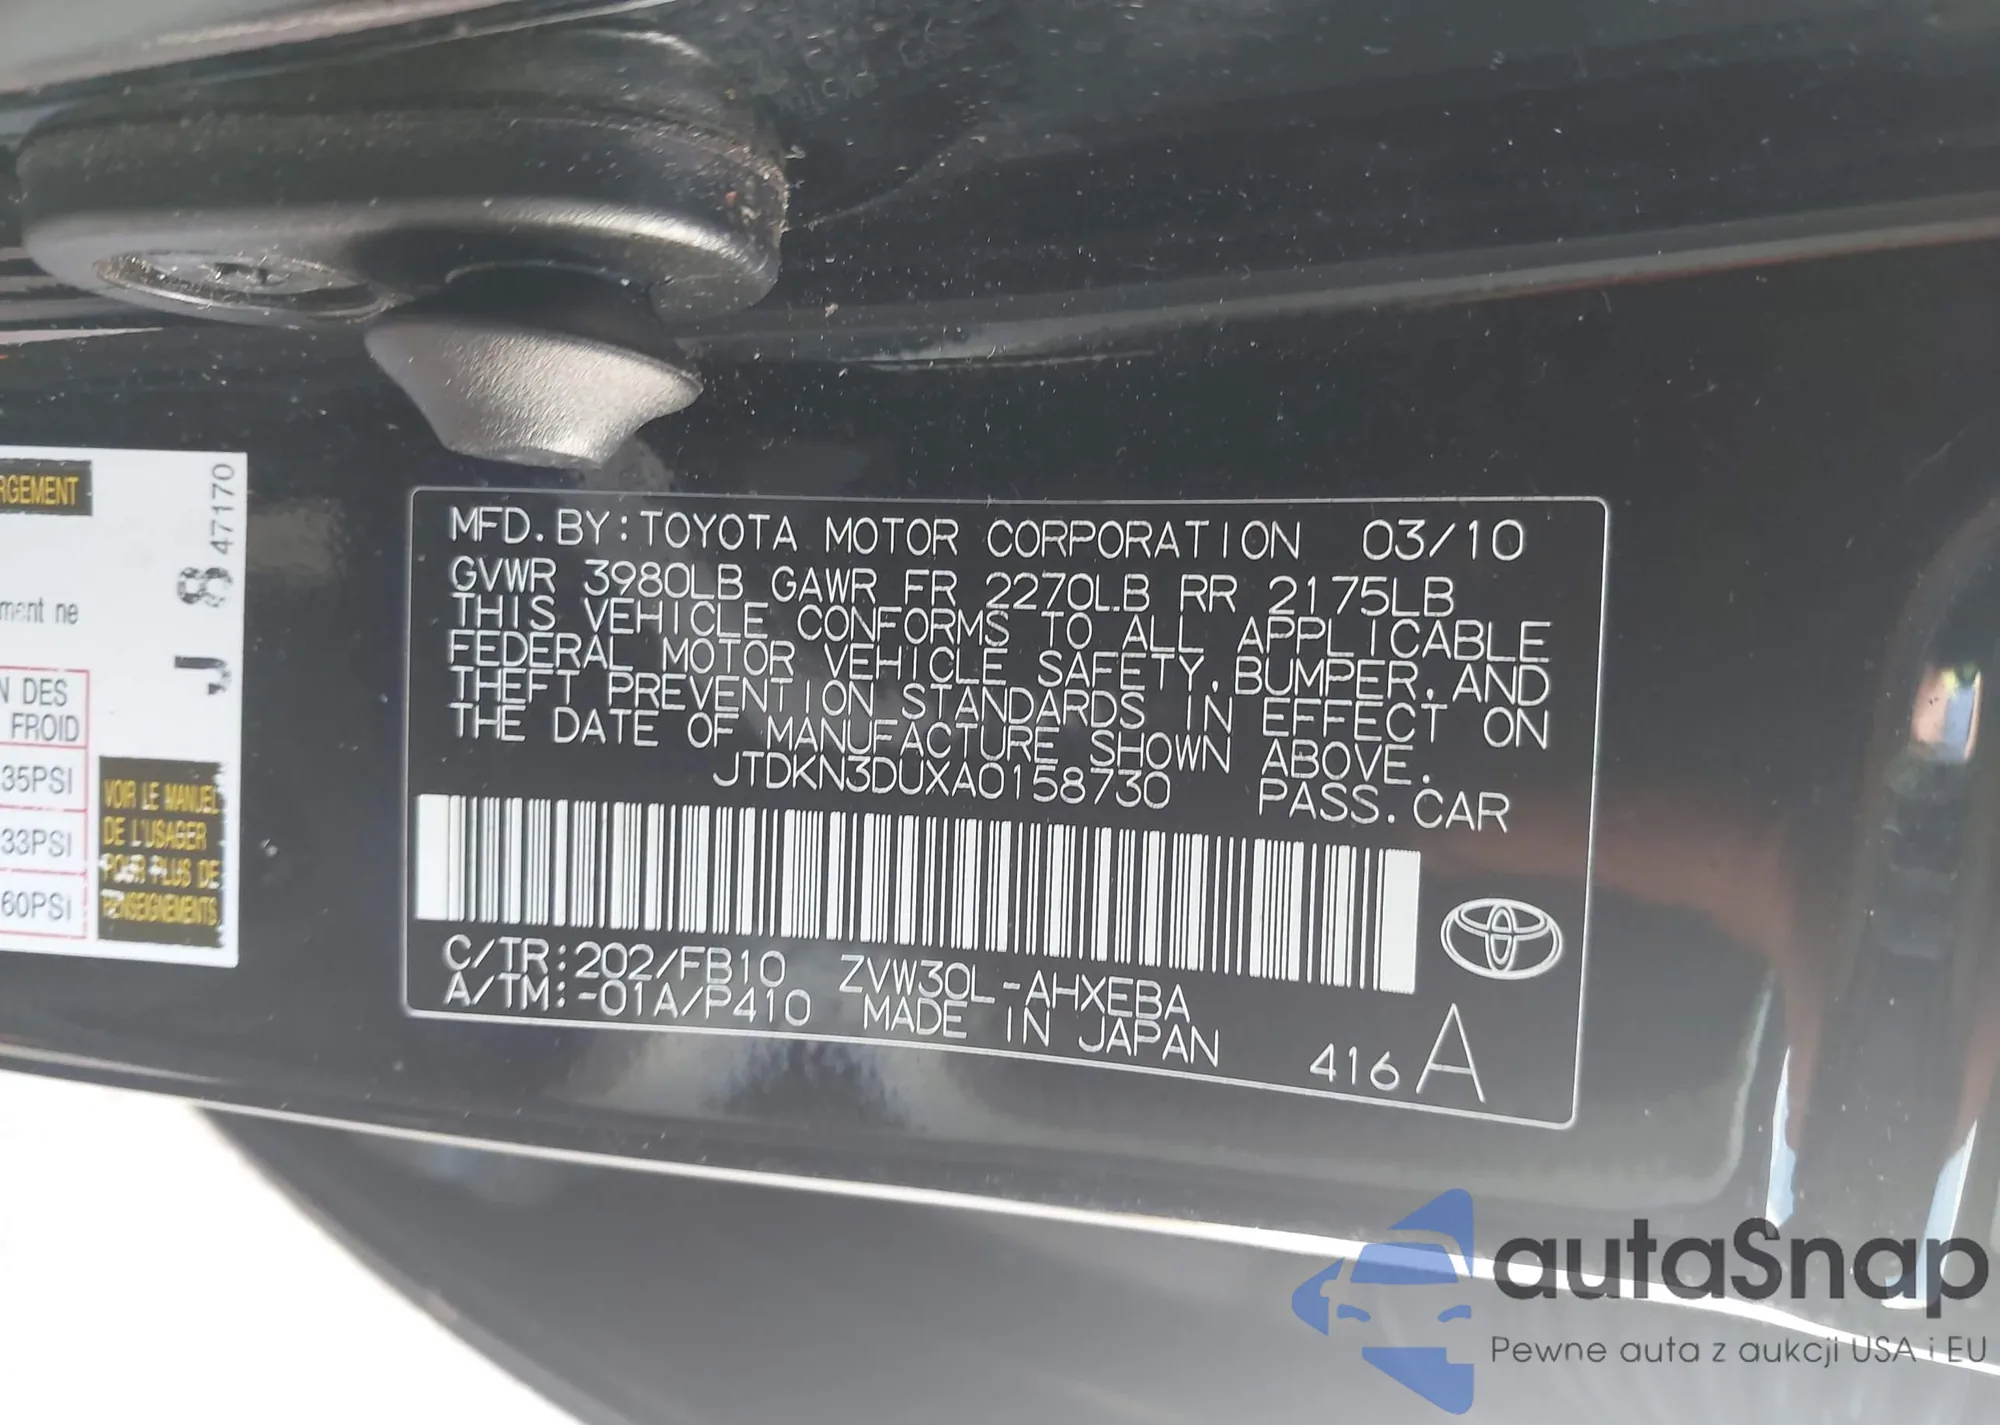 RGEMENT
47170
J 8
ment ne
N DES
FROID
35PSI
33PSI
60PSI
VOIR LE MANUEL
DE L'USAGER
POUR PLUS DE
RENSEIGNEMENTS
MFD. BY: TOYOTA MOTOR CORPORATION 03/10
GVWR 3980LB GAWR FR 2270LB RR 2175LB
THIS VEHICLE CONFORMS TO ALL APPLICABLE
FEDERAL MOTOR VEHICLE SAFETY, BUMPER, AND
THEFT PREVENTION STANDARDS IN EFFECT ON
THE DATE OF MANUFACTURE SHOWN ABOVE.
JTDKN3DUXA0158730 PASS. CAR
C/TR:202/FB10 ZVW30L-AHXEBA
A/TM:-01A/P410 MADE IN JAPAN
416 A
autaSnap
Pewne auta z aukcji USA i EU